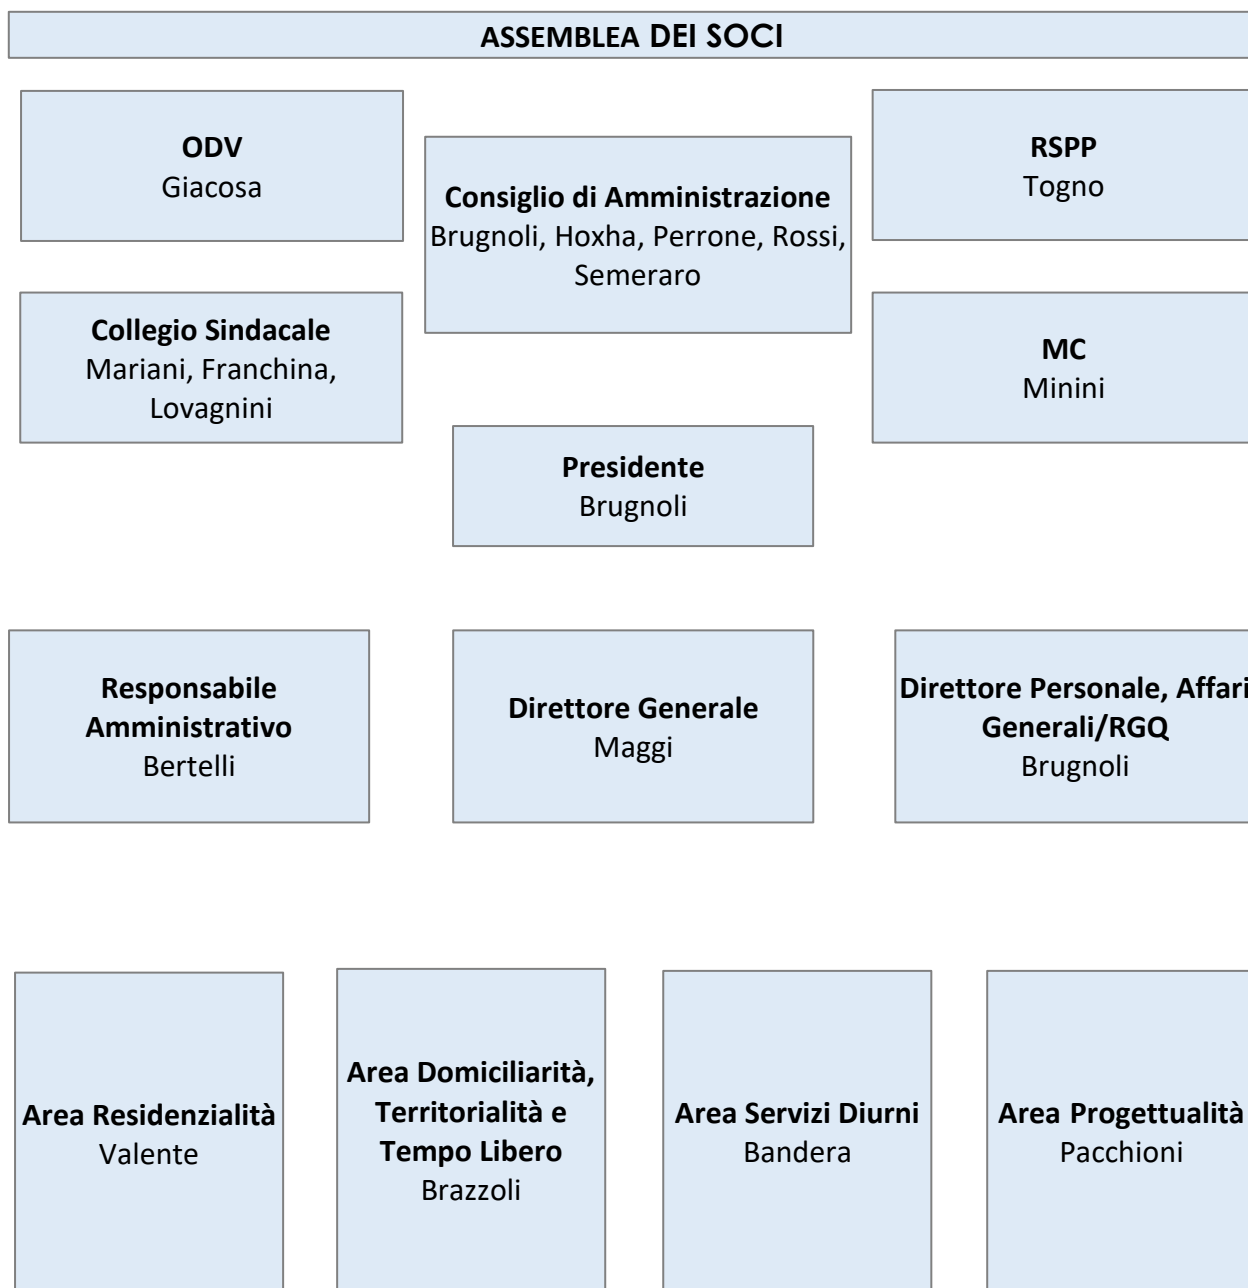 ASSEMBLEA DEI SOCI
ODV
Giacosa
Consiglio di Amministrazione
Brugnoli, Hoxha, Perrone, Rossi,
Semeraro
RSPP
Togno
Collegio Sindacale
Mariani, Franchina,
Lovagnini
MC
Minini
Presidente
Brugnoli
Responsabile
Amministrativo
Bertelli
Direttore Generale
Maggi
Direttore Personale, Affari
Generali/RGQ
Brugnoli
Area Residenzialità
Valente
Area Domiciliarità,
Territorialità e
Tempo Libero
Brazzoli
Area Servizi Diurni
Bandera
Area Progettualità
Pacchioni